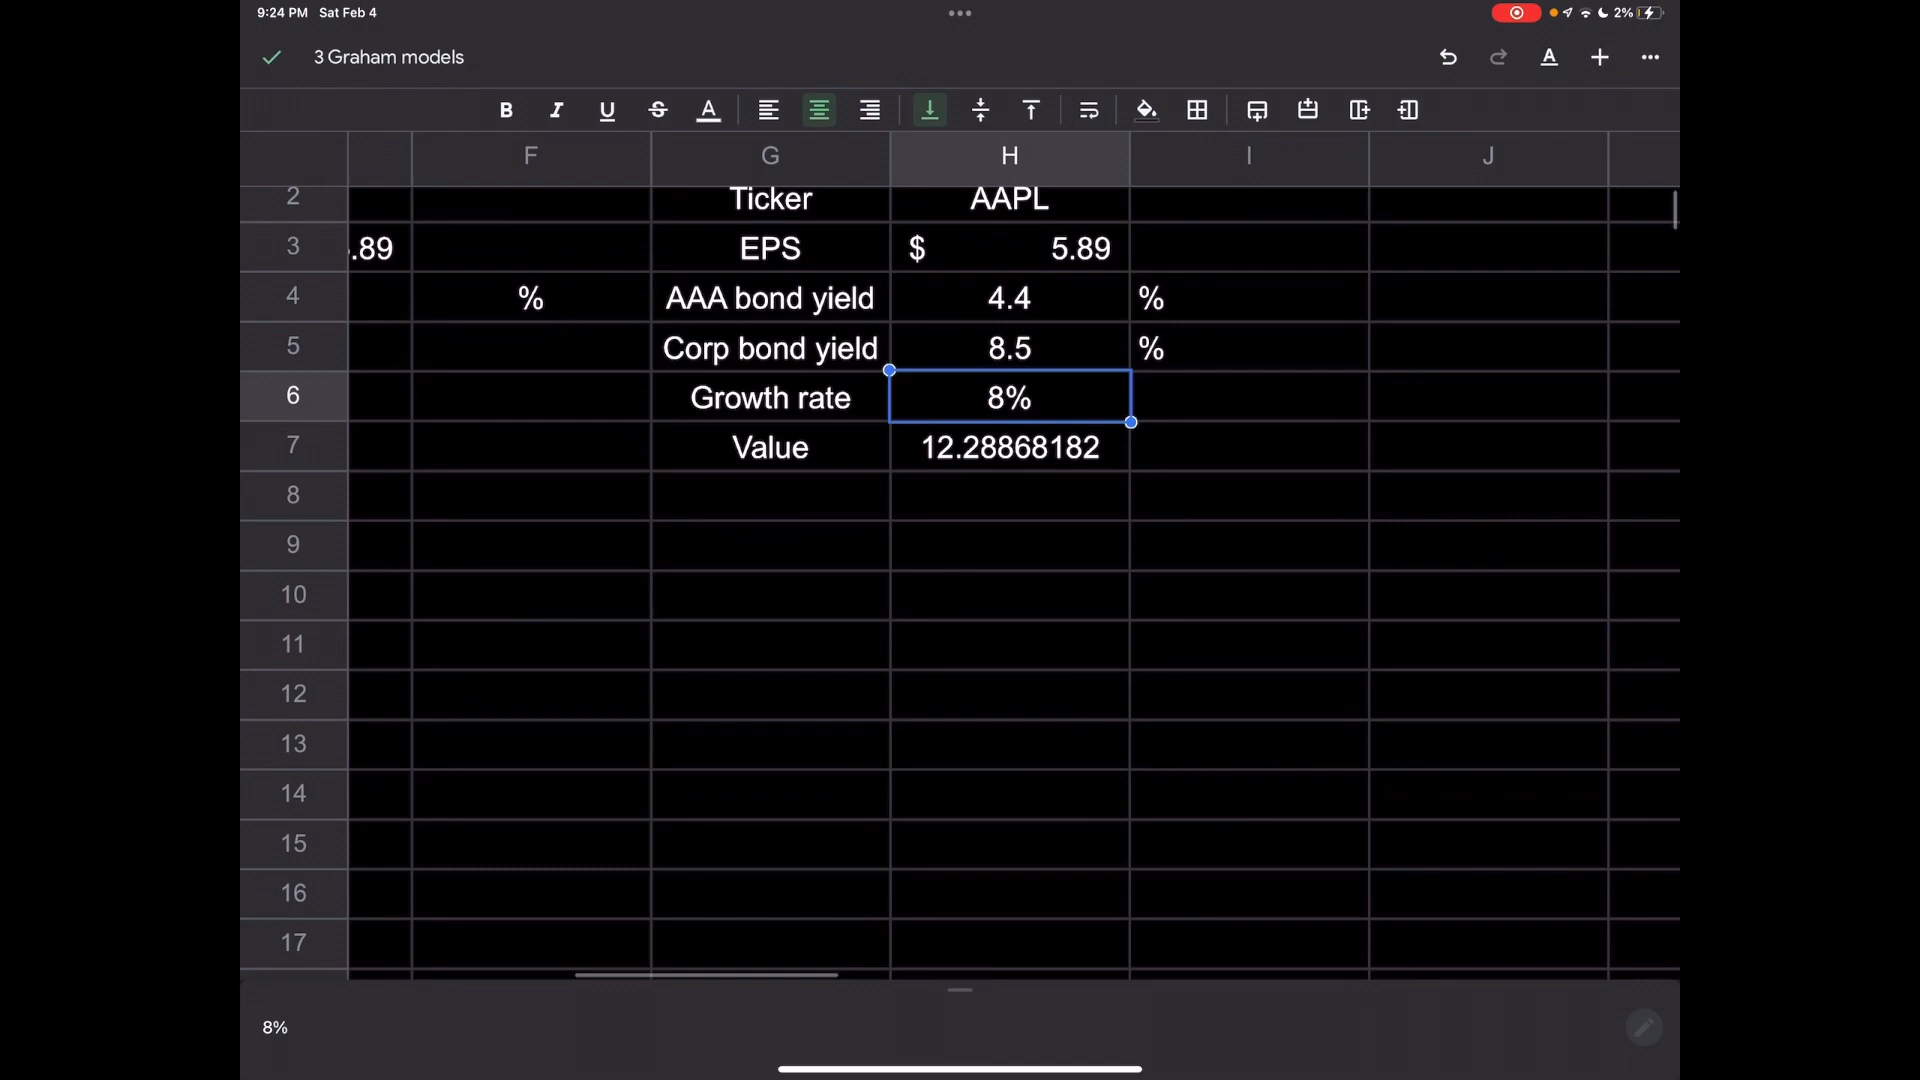 9:24 PM Sat Feb 4
2%
3 Graham models
B I U S A
F G H I J
2 Ticker AAPL
3 .89 EPS $ 5.89
4 % AAA bond yield 4.4 %
5 Corp bond yield 8.5 %
6 Growth rate 8%
7 Value 12.28868182
8
9
10
11
12
13
14
15
16
17
8%